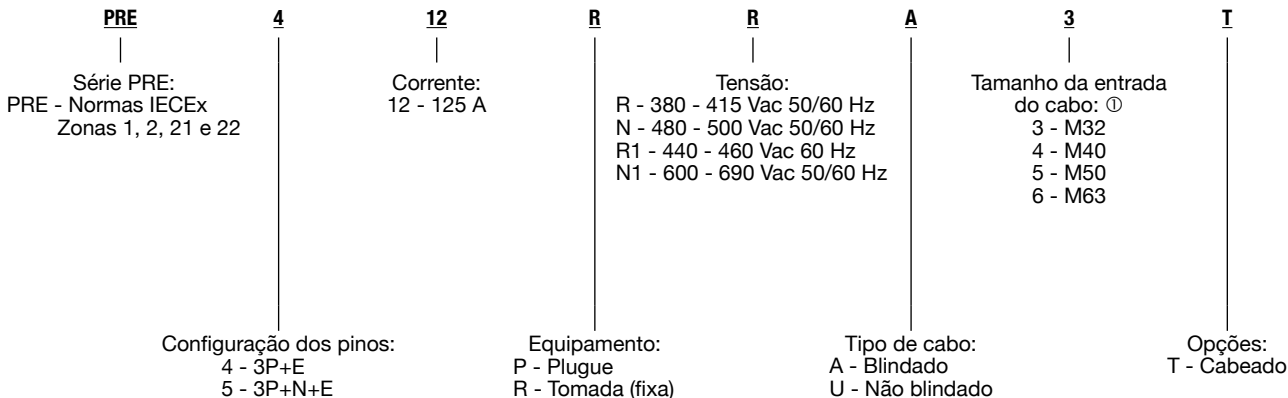 PRE 4 12 R R A 3 T
Série PRE:
PRE - Normas IECEx
Zonas 1, 2, 21 e 22
Corrente:
12 - 125 A
Tensão:
R - 380 - 415 Vac 50/60 Hz
N - 480 - 500 Vac 50/60 Hz
R1 - 440 - 460 Vac 60 Hz
N1 - 600 - 690 Vac 50/60 Hz
Tamanho da entrada
do cabo: ①
3 - M32
4 - M40
5 - M50
6 - M63
Configuração dos pinos:
4 - 3P+E
5 - 3P+N+E
Equipamento:
P - Plugue
R - Tomada (fixa)
Tipo de cabo:
A - Blindado
U - Não blindado
Opções:
T - Cabeado